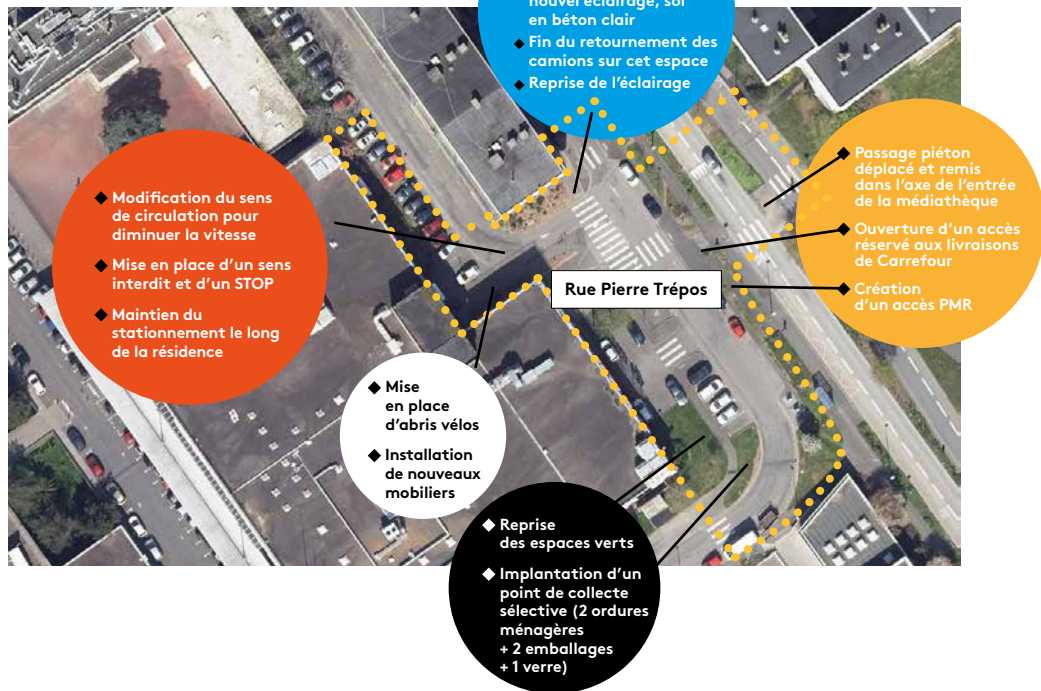 nouvel éclairage, sol
en béton clair
◆ Fin du retournement des
camions sur cet espace
◆ Reprise de l'éclairage
◆ Passage piéton
déplacé et remis
dans l'axe de l'entrée
de la médiathèque
◆ Ouverture d'un accès
réservé aux livraisons
de Carrefour
◆ Création
d'un accès PMR
◆ Modification du sens
de circulation pour
diminuer la vitesse
◆ Mise en place d'un sens
interdit et d'un STOP
◆ Maintien du
stationnement le long
de la résidence
Rue Pierre Trépos
◆ Mise
en place
d'abris vélos
◆ Installation
de nouveaux
mobiliers
◆ Reprise
des espaces verts
◆ Implantation d'un
point de collecte
sélective (2 ordures
ménagères
+ 2 emballages
+ 1 verre)